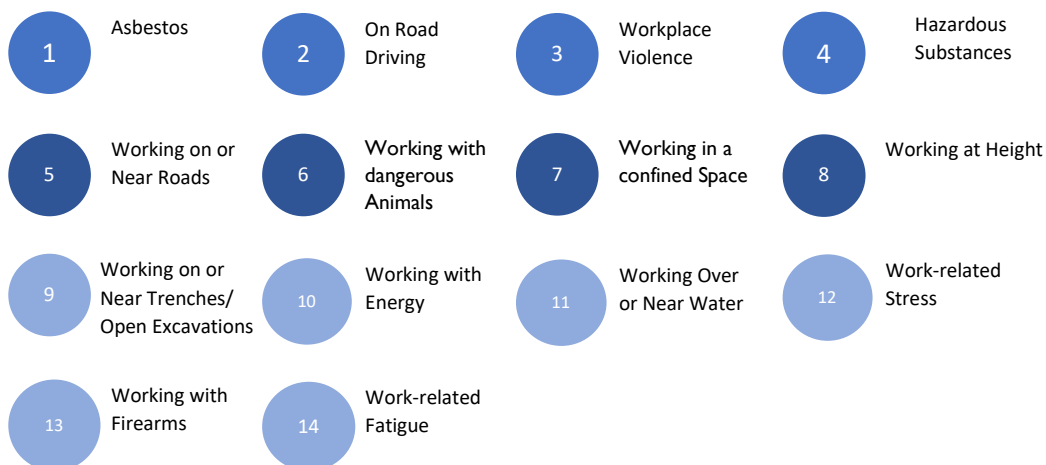 1
Asbestos
2
On Road
Driving
3
Workplace
Violence
4
Hazardous
Substances
5
Working on or
Near Roads
6
Working with
dangerous
Animals
7
Working in a
confined Space
8
Working at Height
9
Working on or
Near Trenches/
Open Excavations
10
Working with
Energy
11
Working Over
or Near Water
12
Work-related
Stress
13
Working with
Firearms
14
Work-related
Fatigue